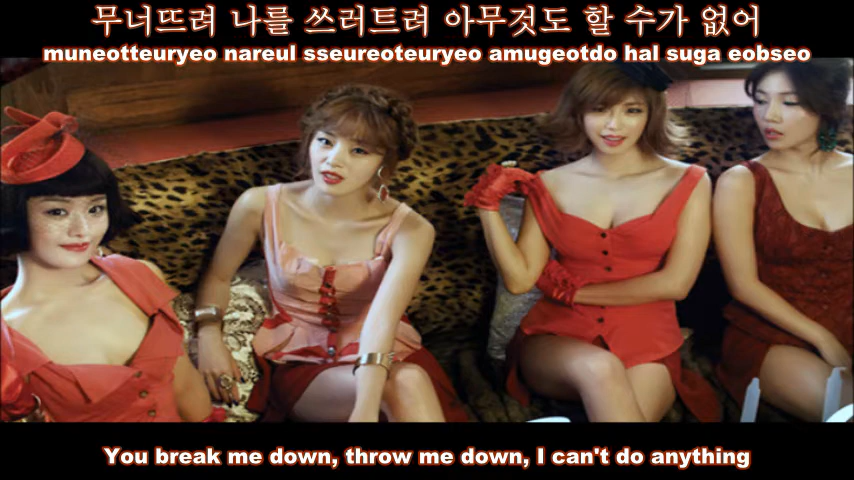 무너뜨려 나를 쓰러트려 아무것도 할 수가 없어
muneotteuryeo nareul sseureoteuryeo amugeotdo hal suga eobseo
You break me down, throw me down, I can't do anything